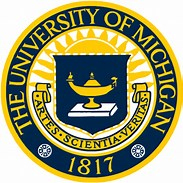 THE UNIVERSITY OF MICHIGAN
ARTES · SCIENTIA · VERITAS
1817